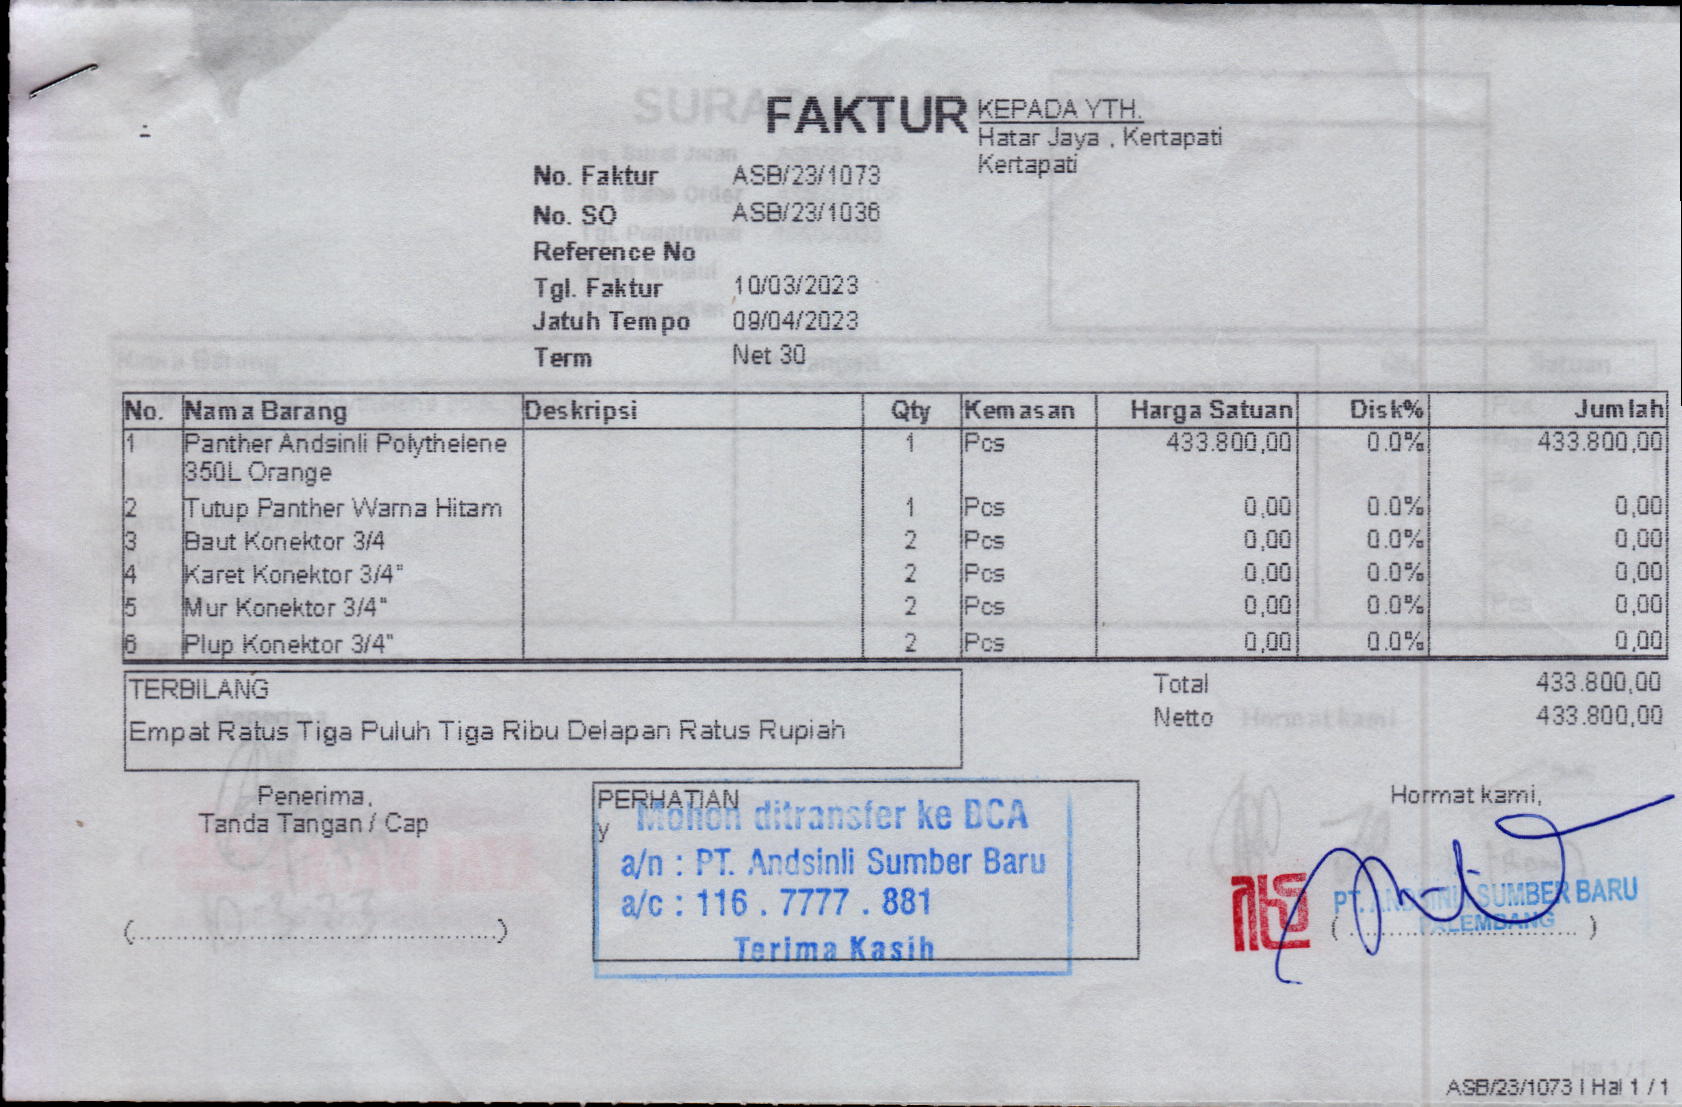 FAKTUR
KEPADA YTH.
Hatar Jaya , Kertapati
Kertapati
No. Faktur ASB/23/1073
No. SO ASB/23/1036
Reference No
Tgl. Faktur 10/03/2023
Jatuh Tempo 09/04/2023
Term Net 30
No. Nama Barang Deskripsi Qty Kemasan Harga Satuan Disk% Jumlah
1 Panther Andsinli Polythelene 1 Pcs 433.800,00 0.0% 433.800,00
350L Orange
2 Tutup Panther Warna Hitam 1 Pcs 0,00 0.0% 0,00
3 Baut Konektor 3/4 2 Pcs 0,00 0.0% 0,00
4 Karet Konektor 3/4" 2 Pcs 0,00 0.0% 0,00
5 Mur Konektor 3/4" 2 Pcs 0,00 0.0% 0,00
6 Plup Konektor 3/4" 2 Pcs 0,00 0.0% 0,00
TERBILANG
Empat Ratus Tiga Puluh Tiga Ribu Delapan Ratus Rupiah
Total 433.800,00
Netto 433.800,00
Penerima,
Tanda Tangan / Cap
(................................................)
PERHATIAN
y
Mohon ditransfer ke BCA
a/n : PT. Andsinli Sumber Baru
a/c : 116 . 7777 . 881
Terima Kasih
Hormat kami,
PT. ANDSINLI SUMBER BARU
PALEMBANG
(..............................)
ASB/23/1073 | Hal 1 / 1